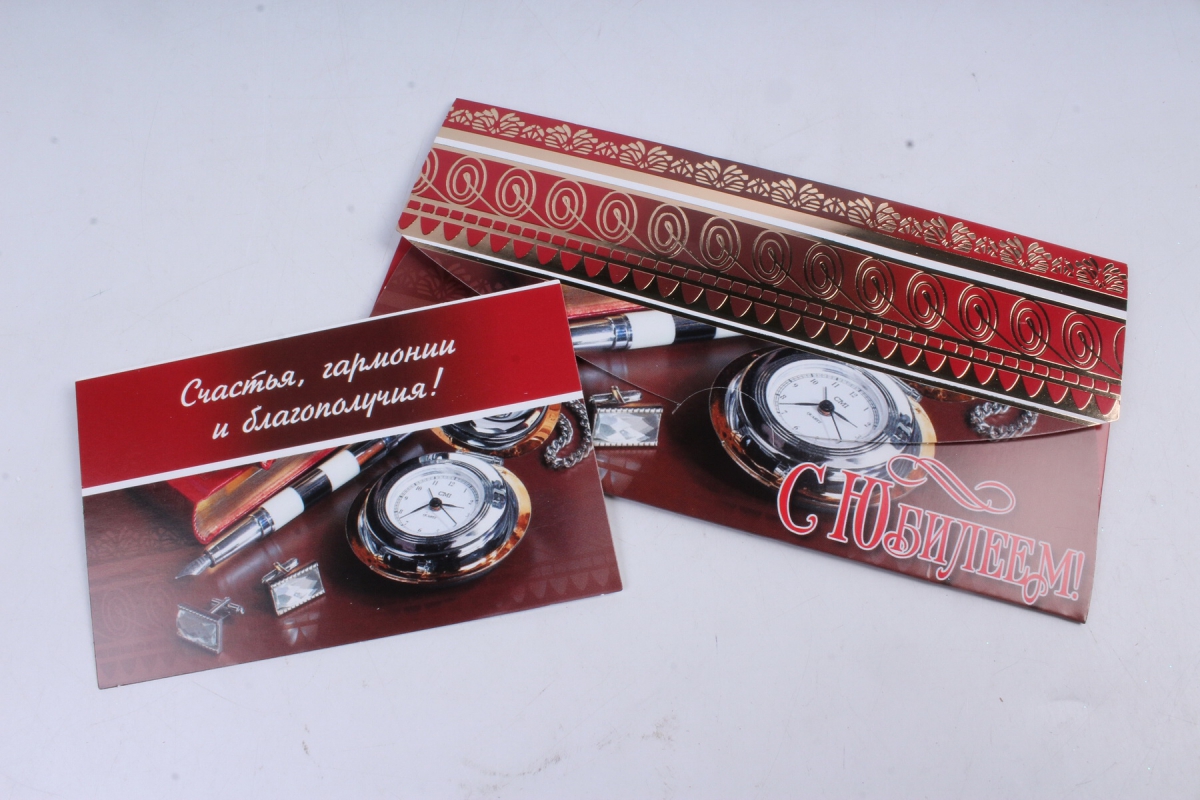 Счастья, гармонии
и благополучия!
С Юбилеем!